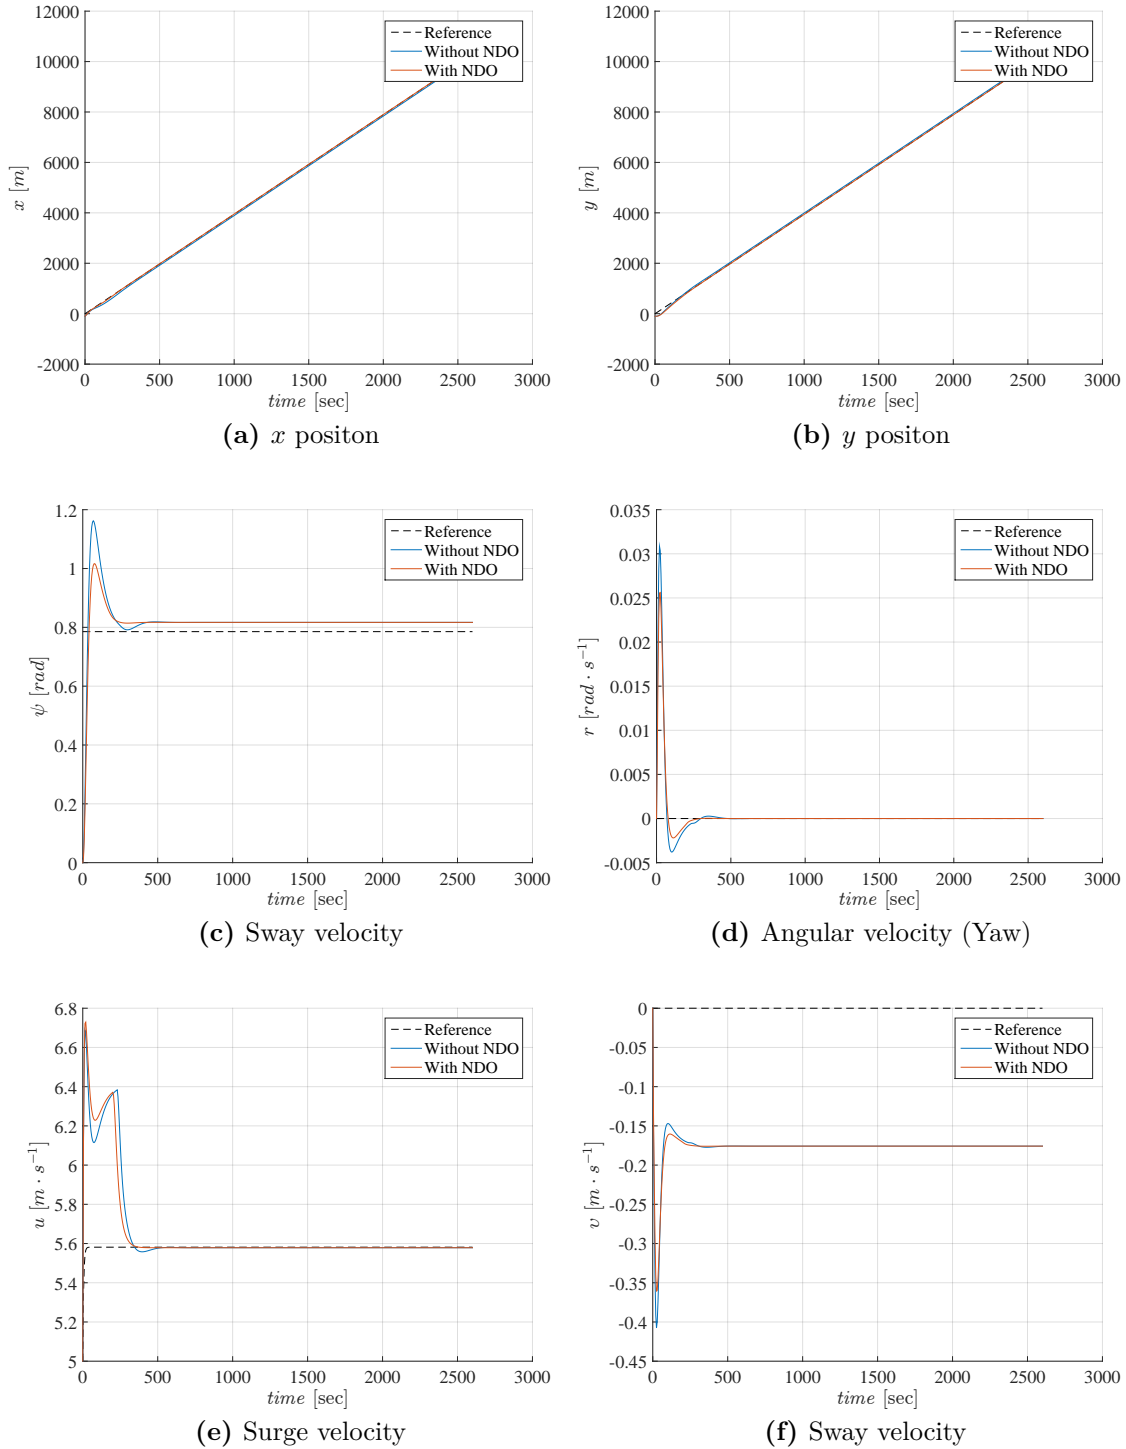 12000
10000
8000
6000
4000
2000
0
-2000
x [m]
Reference
Without NDO
With NDO
0 500 1000 1500 2000 2500 3000
time [sec]
(a) x positon
12000
10000
8000
6000
4000
2000
0
-2000
y [m]
Reference
Without NDO
With NDO
0 500 1000 1500 2000 2500 3000
time [sec]
(b) y positon
1.2
1
0.8
0.6
0.4
0.2
0
ψ [rad]
Reference
Without NDO
With NDO
0 500 1000 1500 2000 2500 3000
time [sec]
(c) Sway velocity
0.035
0.03
0.025
0.02
0.015
0.01
0.005
0
-0.005
r [rad · s⁻¹]
Reference
Without NDO
With NDO
0 500 1000 1500 2000 2500 3000
time [sec]
(d) Angular velocity (Yaw)
6.8
6.6
6.4
6.2
6
5.8
5.6
5.4
5.2
5
u [m · s⁻¹]
Reference
Without NDO
With NDO
0 500 1000 1500 2000 2500 3000
time [sec]
(e) Surge velocity
0
-0.05
-0.1
-0.15
-0.2
-0.25
-0.3
-0.35
-0.4
-0.45
υ [m · s⁻¹]
Reference
Without NDO
With NDO
0 500 1000 1500 2000 2500 3000
time [sec]
(f) Sway velocity